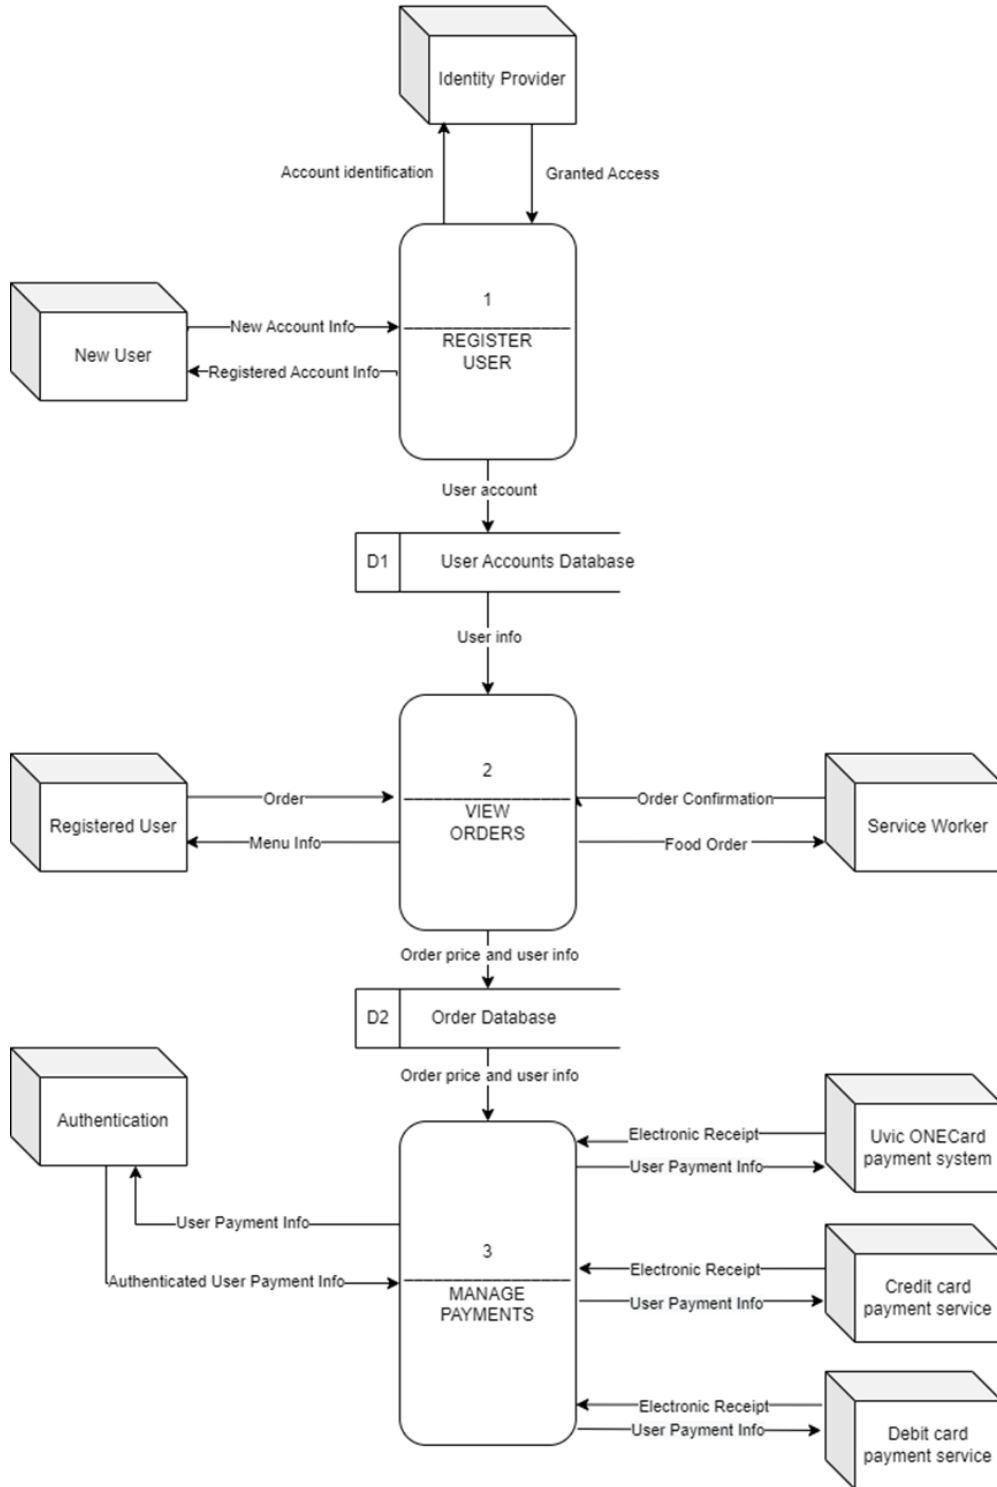 Identity Provider
Account identification
Granted Access
1
New Account Info
REGISTER
USER
New User
Registered Account Info
User account
D1
User Accounts Database
User info
2
Order
Order Confirmation
VIEW
ORDERS
Registered User
Service Worker
Menu Info
Food Order
Order price and user info
D2
Order Database
Order price and user info
Authentication
Electronic Receipt
Uvic ONECard
payment system
User Payment Info
User Payment Info
3
Electronic Receipt
Authenticated User Payment Info
MANAGE
PAYMENTS
Credit card
payment service
User Payment Info
Electronic Receipt
User Payment Info
Debit card
payment service